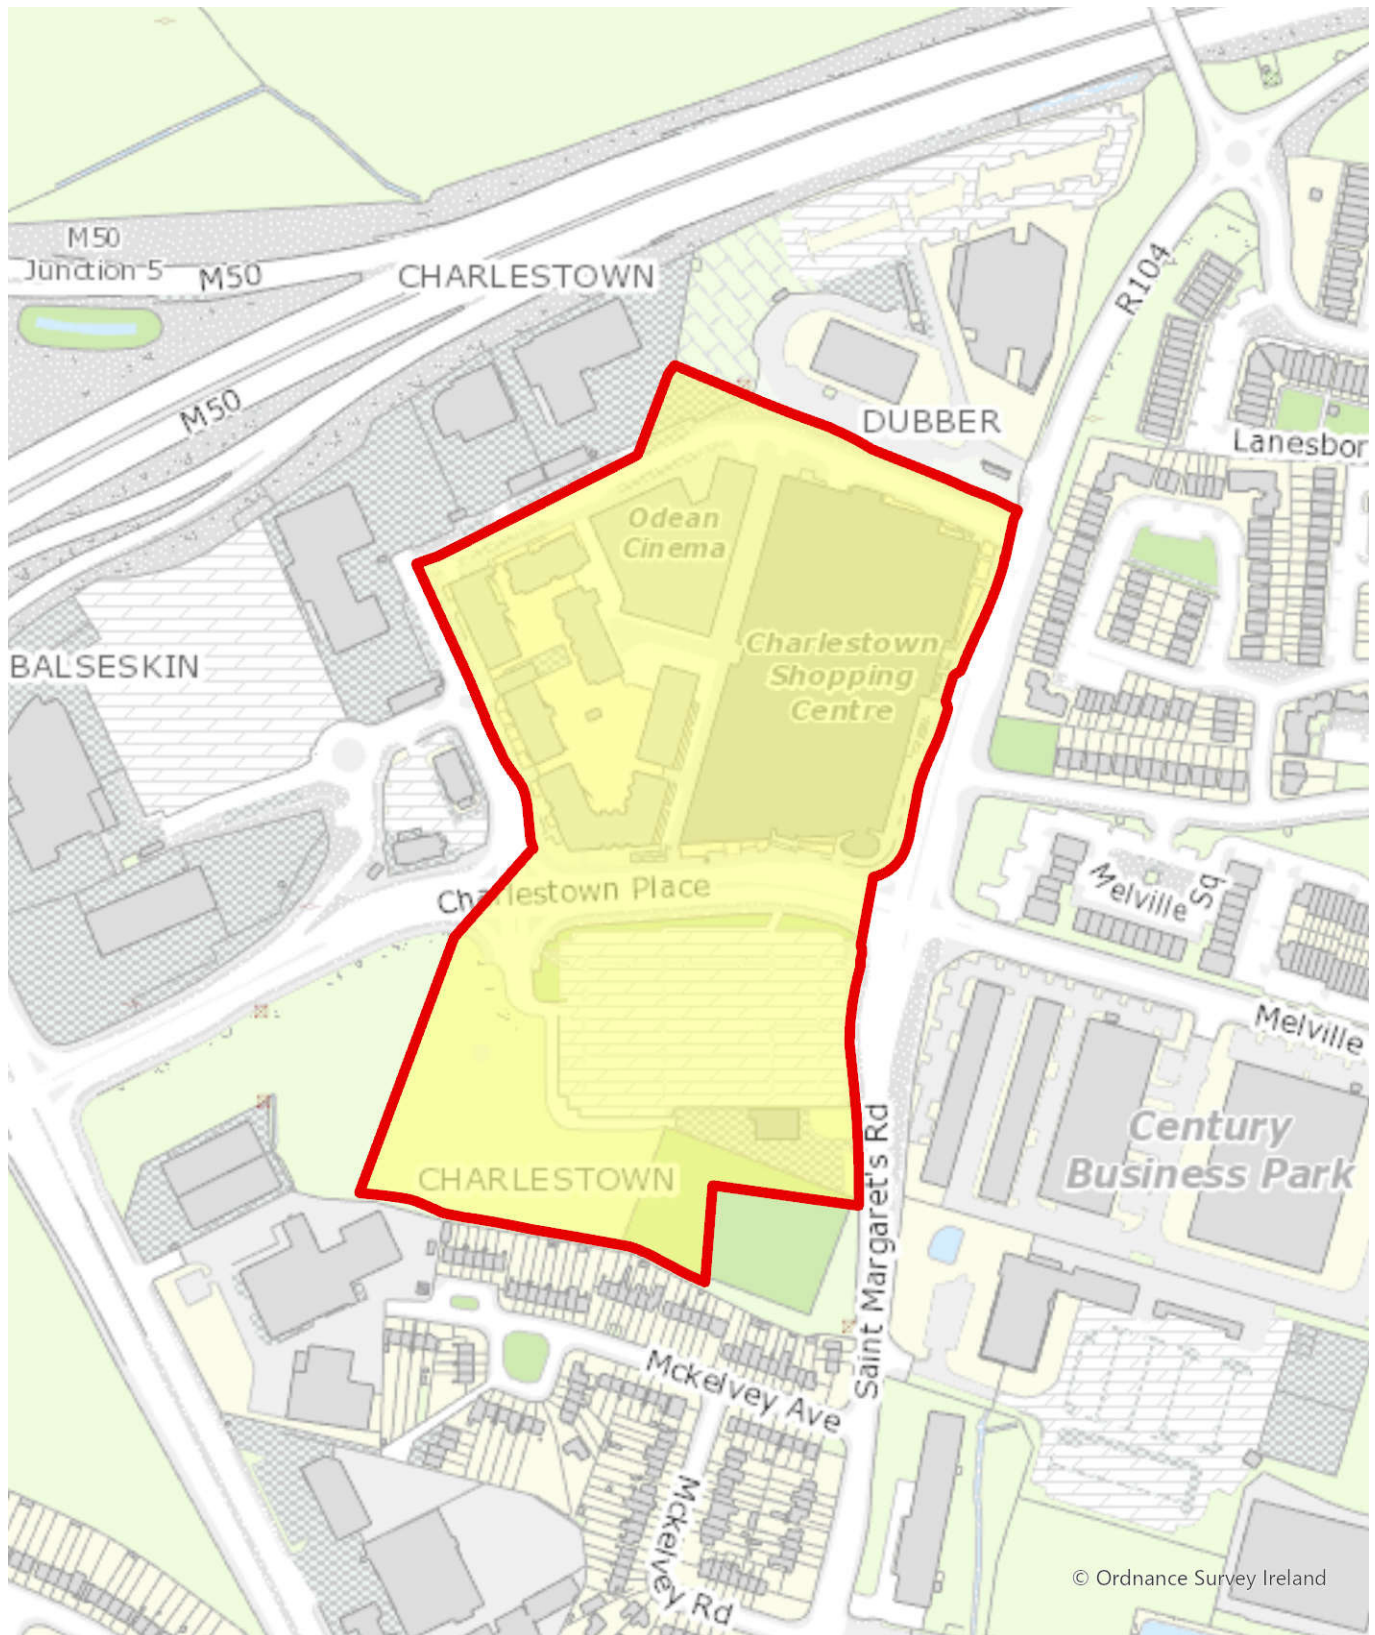 M50
Junction 5
M50
CHARLESTOWN
R104
M50
DUBBER
Lanesbor
Odean
Cinema
Charlestown
Shopping
Centre
BALSESKIN
Charlestown Place
Melville Sq
Melville
Century
Business Park
CHARLESTOWN
Saint Margaret's Rd
Mckelvey Ave
Mckelvey Rd
© Ordnance Survey Ireland